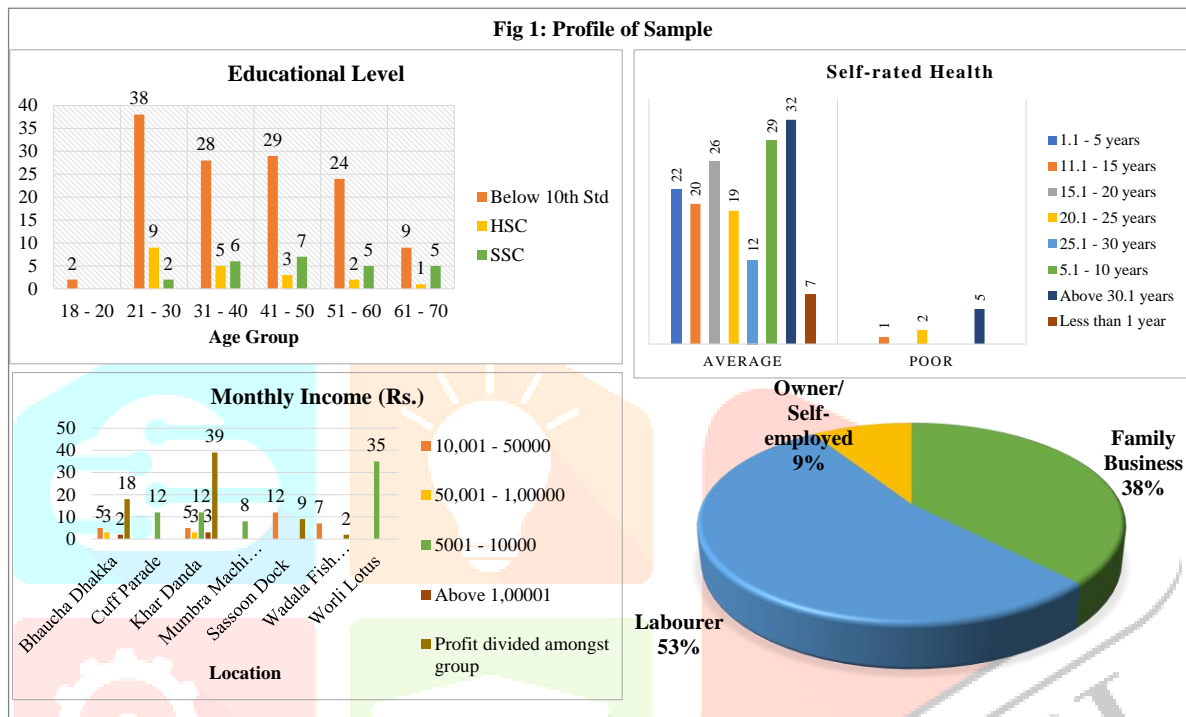 Fig 1: Profile of Sample
Educational Level
40
35
30
25
20
15
10
5
0
2
38
9
2
28
5
6
29
3
7
24
2
5
9
1
5
18 - 20
21 - 30
31 - 40
41 - 50
51 - 60
61 - 70
Age Group
Below 10th Std
HSC
SSC
Self-rated Health
22
20
26
19
12
29
32
7
1
2
5
AVERAGE
POOR
1.1 - 5 years
11.1 - 15 years
15.1 - 20 years
20.1 - 25 years
25.1 - 30 years
5.1 - 10 years
Above 30.1 years
Less than 1 year
Monthly Income (Rs.)
50
40
30
20
10
0
5
3
2
18
12
5
3
12
3
39
8
12
9
7
2
35
Bhaucha Dhakka
Cuff Parade
Khar Danda
Mumbra Machi...
Sassoon Dock
Wadala Fish...
Worli Lotus
Location
10,001 - 50000
50,001 - 1,00000
5001 - 10000
Above 1,00001
Profit divided amongst
group
Owner/
Self-
employed
9%
Family
Business
38%
Labourer
53%